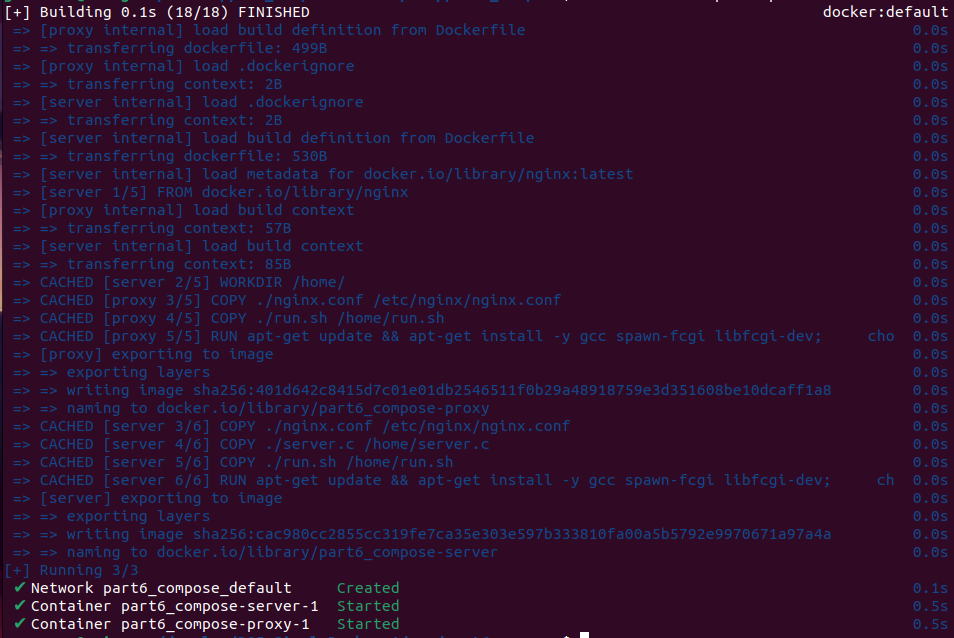 [+] Building 0.1s (18/18) FINISHED docker:default
=> [proxy internal] load build definition from Dockerfile 0.0s
=> => transferring dockerfile: 499B 0.0s
=> [proxy internal] load .dockerignore 0.0s
=> => transferring context: 2B 0.0s
=> [server internal] load .dockerignore 0.0s
=> => transferring context: 2B 0.0s
=> [server internal] load build definition from Dockerfile 0.0s
=> => transferring dockerfile: 530B 0.0s
=> [server internal] load metadata for docker.io/library/nginx:latest 0.0s
=> [server 1/5] FROM docker.io/library/nginx 0.0s
=> [proxy internal] load build context 0.0s
=> => transferring context: 57B 0.0s
=> [server internal] load build context 0.0s
=> => transferring context: 85B 0.0s
=> CACHED [server 2/5] WORKDIR /home/ 0.0s
=> CACHED [proxy 3/5] COPY ./nginx.conf /etc/nginx/nginx.conf 0.0s
=> CACHED [proxy 4/5] COPY ./run.sh /home/run.sh 0.0s
=> CACHED [proxy 5/5] RUN apt-get update && apt-get install -y gcc spawn-fcgi libfcgi-dev; cho 0.0s
=> [proxy] exporting to image 0.0s
=> => exporting layers 0.0s
=> => writing image sha256:401d642c8415d7c01e01db2546511f0b29a48918759e3d351608be10dcaff1a8 0.0s
=> => naming to docker.io/library/part6_compose-proxy 0.0s
=> CACHED [server 3/6] COPY ./nginx.conf /etc/nginx/nginx.conf 0.0s
=> CACHED [server 4/6] COPY ./server.c /home/server.c 0.0s
=> CACHED [server 5/6] COPY ./run.sh /home/run.sh 0.0s
=> CACHED [server 6/6] RUN apt-get update && apt-get install -y gcc spawn-fcgi libfcgi-dev; ch 0.0s
=> [server] exporting to image 0.0s
=> => exporting layers 0.0s
=> => writing image sha256:cac980cc2855cc319fe7ca35e303e597b333810fa00a5b5792e9970671a97a4a 0.0s
=> => naming to docker.io/library/part6_compose-server 0.0s
[+] Running 3/3
✔ Network part6_compose_default Created 0.1s
✔ Container part6_compose-server-1 Started 0.5s
✔ Container part6_compose-proxy-1 Started 0.5s